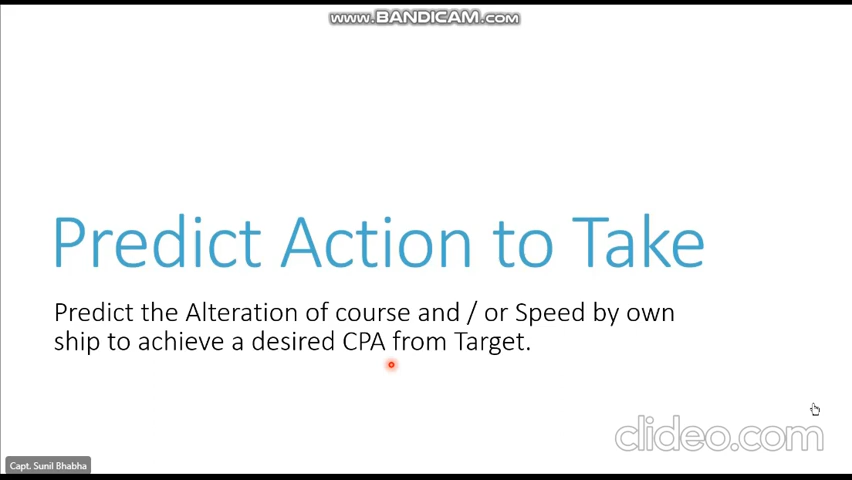 www.BANDICAM.com
Predict Action to Take
Predict the Alteration of course and / or Speed by own
ship to achieve a desired CPA from Target.
clideo.com
Capt. Sunil Bhabha